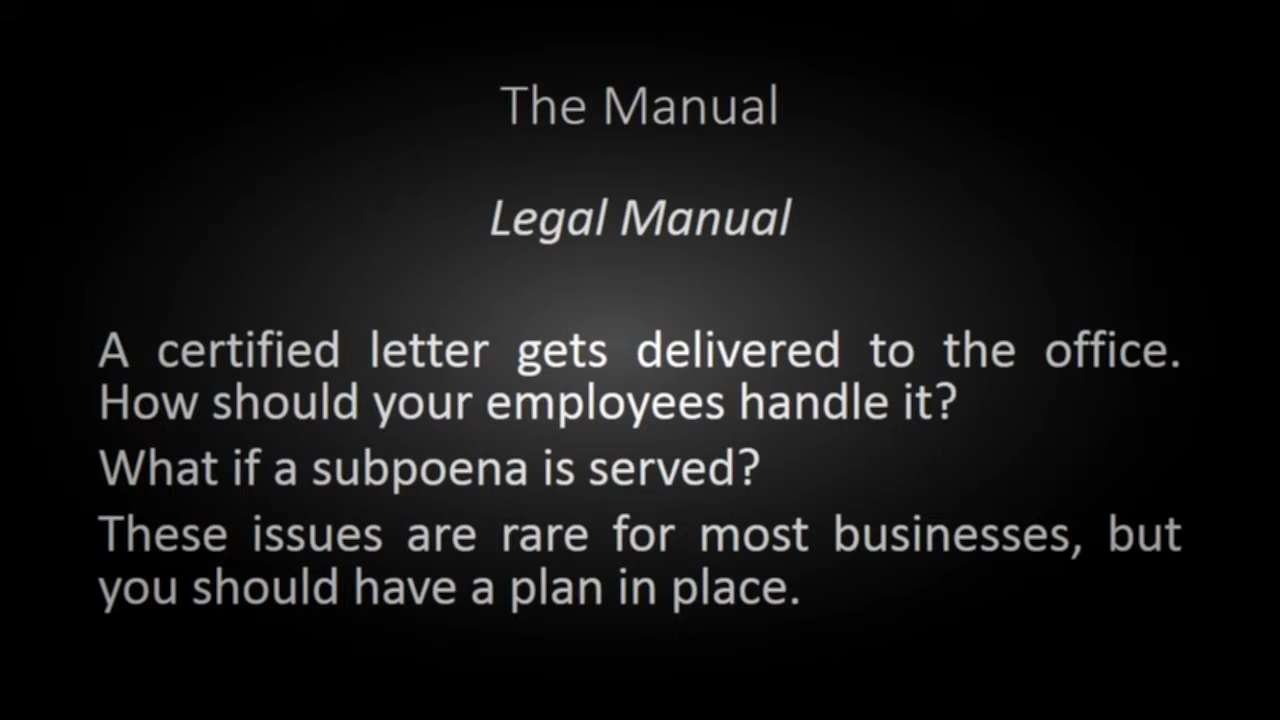 The Manual
Legal Manual
A certified letter gets delivered to the office.
How should your employees handle it?
What if a subpoena is served?
These issues are rare for most businesses, but
you should have a plan in place.